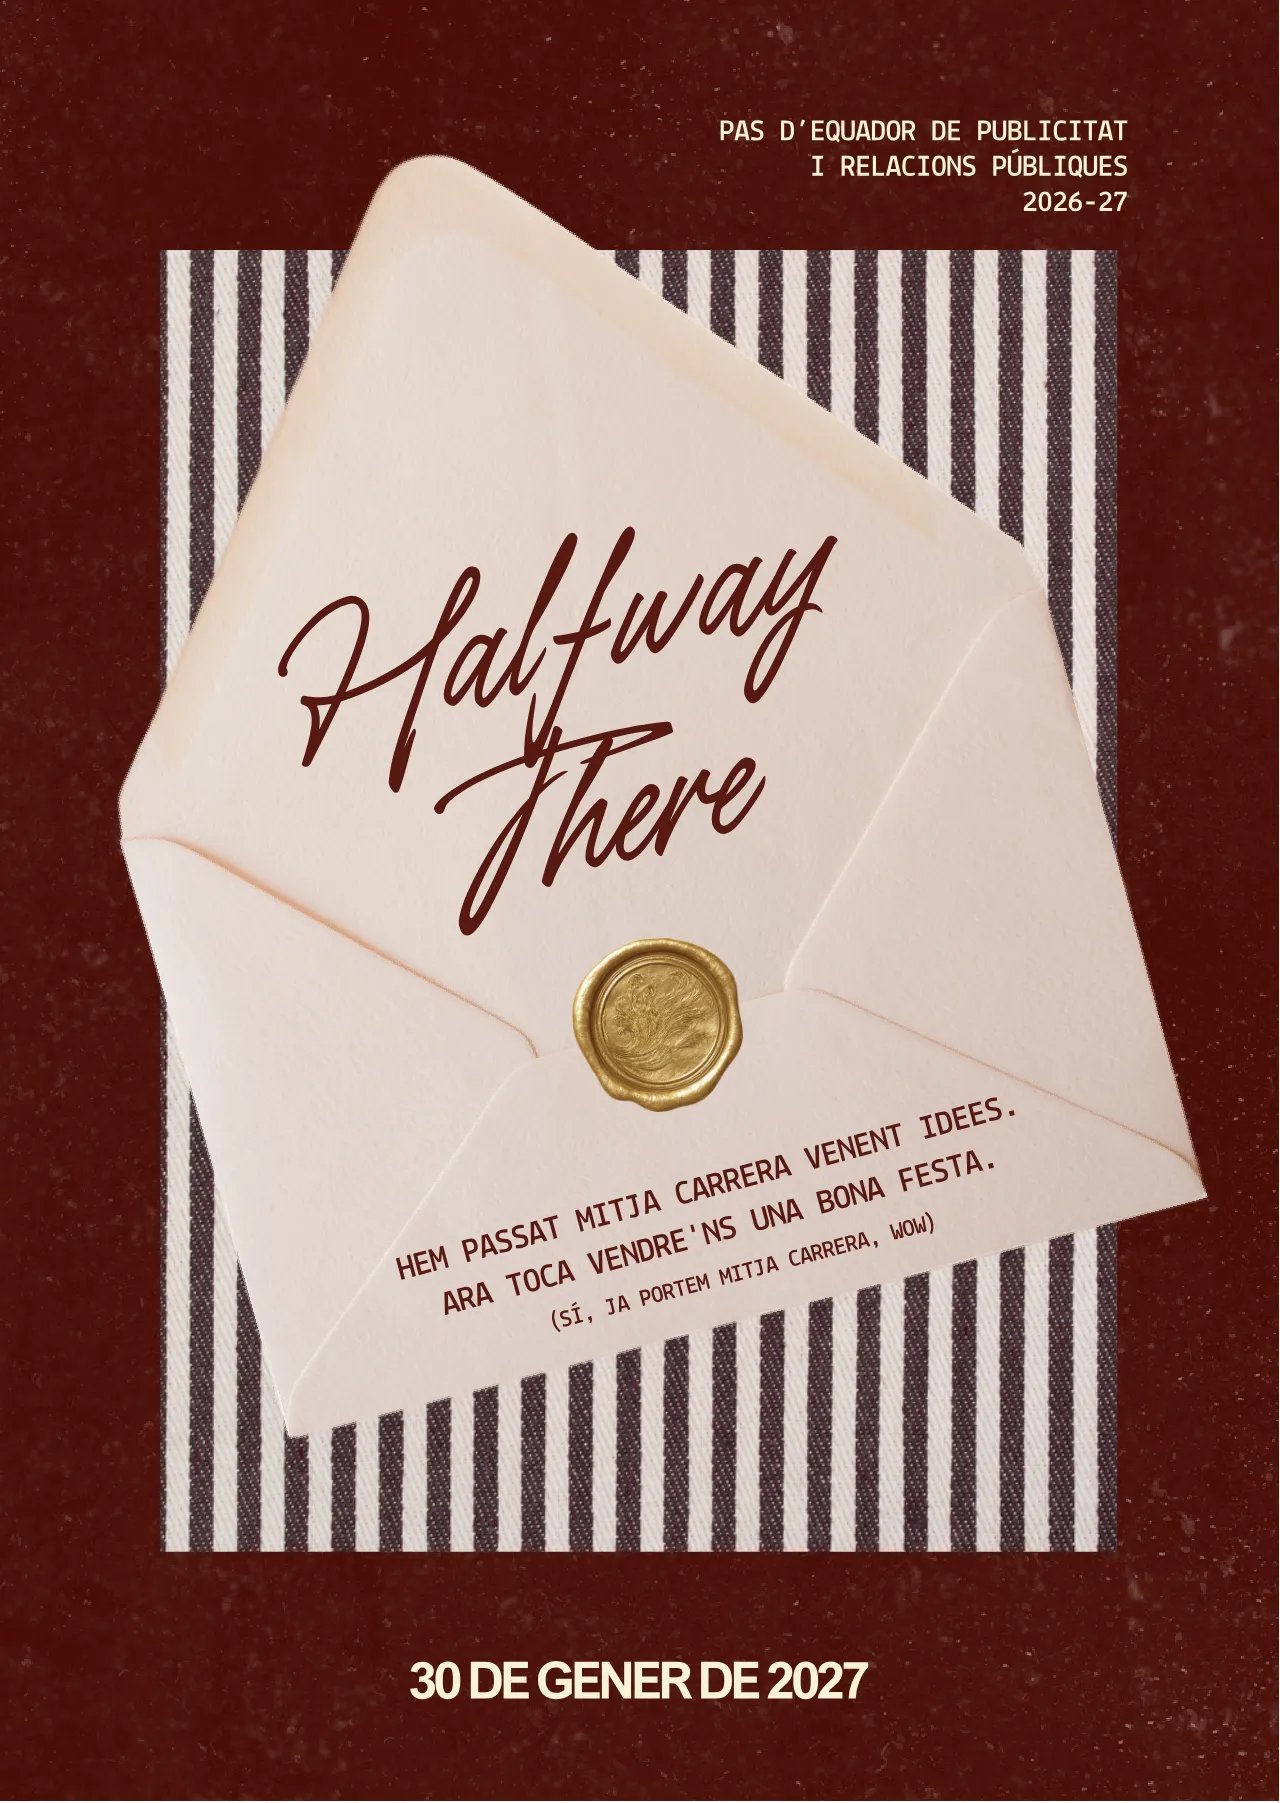 PAS D'EQUADOR DE PUBLICITAT
I RELACIONS PÚBLIQUES
2026-27
Halfway
There
HEM PASSAT MITJA CARRERA VENENT IDEES.
ARA TOCA VENDRE'NS UNA BONA FESTA.
(SÍ, JA PORTEM MITJA CARRERA, WOW)
30 DE GENER DE 2027